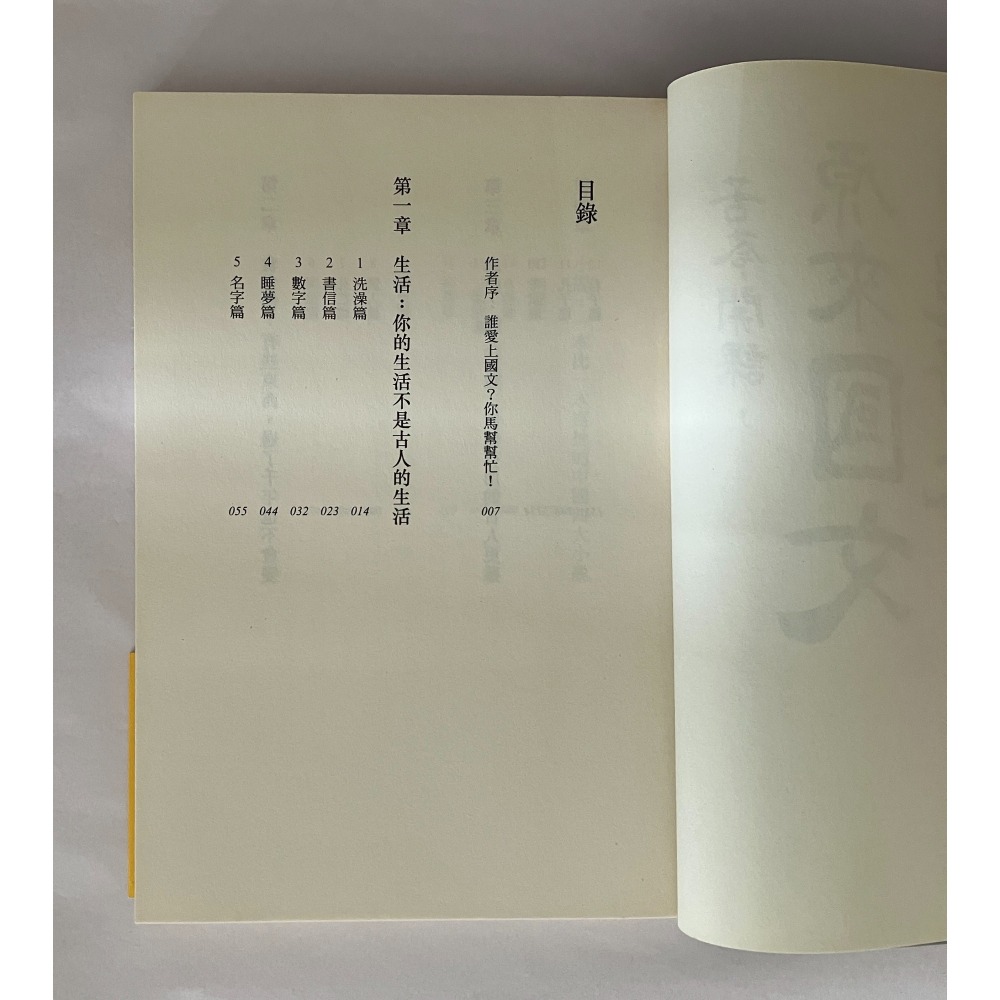 目錄
作者序 誰愛上國文？你馬幫幫忙！ 007
第一章 生活：你的生活不是古人的生活
1 洗澡篇 014
2 書信篇 023
3 數字篇 032
4 睡夢篇 044
5 名字篇 055